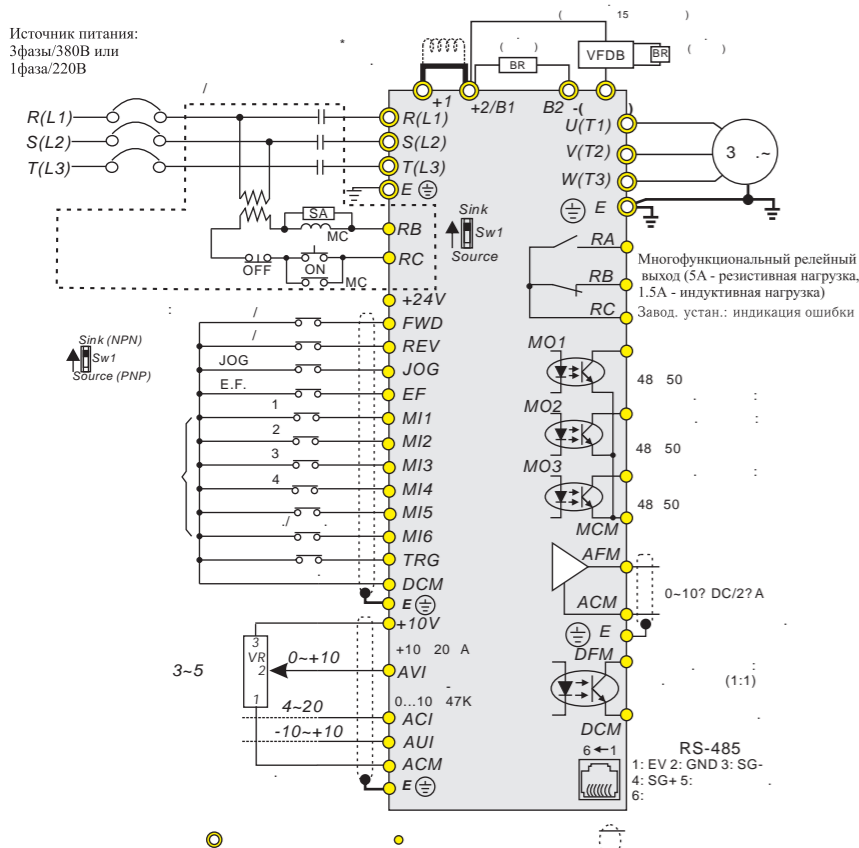 ( 15 )
Источник питания:
3фазы/380В или
1фаза/220В
*
( )
BR
VFDB
BR
( )
/
+1
+2/B1
B2
-( )
R(L1)
R(L1)
U(T1)
S(L2)
S(L2)
V(T2)
3 .~
T(L3)
T(L3)
W(T3)
E
E
SA
MC
RB
Sink
Sw1
Source
RA
OFF
ON
MC
RC
RB
RC
Многофункциональный релейный
выход (5А - резистивная нагрузка,
1.5А - индуктивная нагрузка)
Завод. устан.: индикация ошибки
+24V
:
/
FWD
/
REV
Sink (NPN)
Sw1
Source (PNP)
JOG
JOG
E.F.
EF
1
MI1
2
MI2
3
MI3
4
MI4
MI5
./ .
MI6
TRG
DCM
E
MO1
48 50
. :
. :
MO2
48 50
. :
MO3
48 50
MCM
AFM
0~10? DC/2? A
ACM
E
+10V
+10 20 A
3
VR
2
1
3~5
0~+10
AVI
-
0...10 47K
4~20
ACI
-10~+10
AUI
ACM
E
DFM
:
(1:1)
DCM
.
6←1
RS-485
1: EV 2: GND 3: SG-
4: SG+ 5:
6: